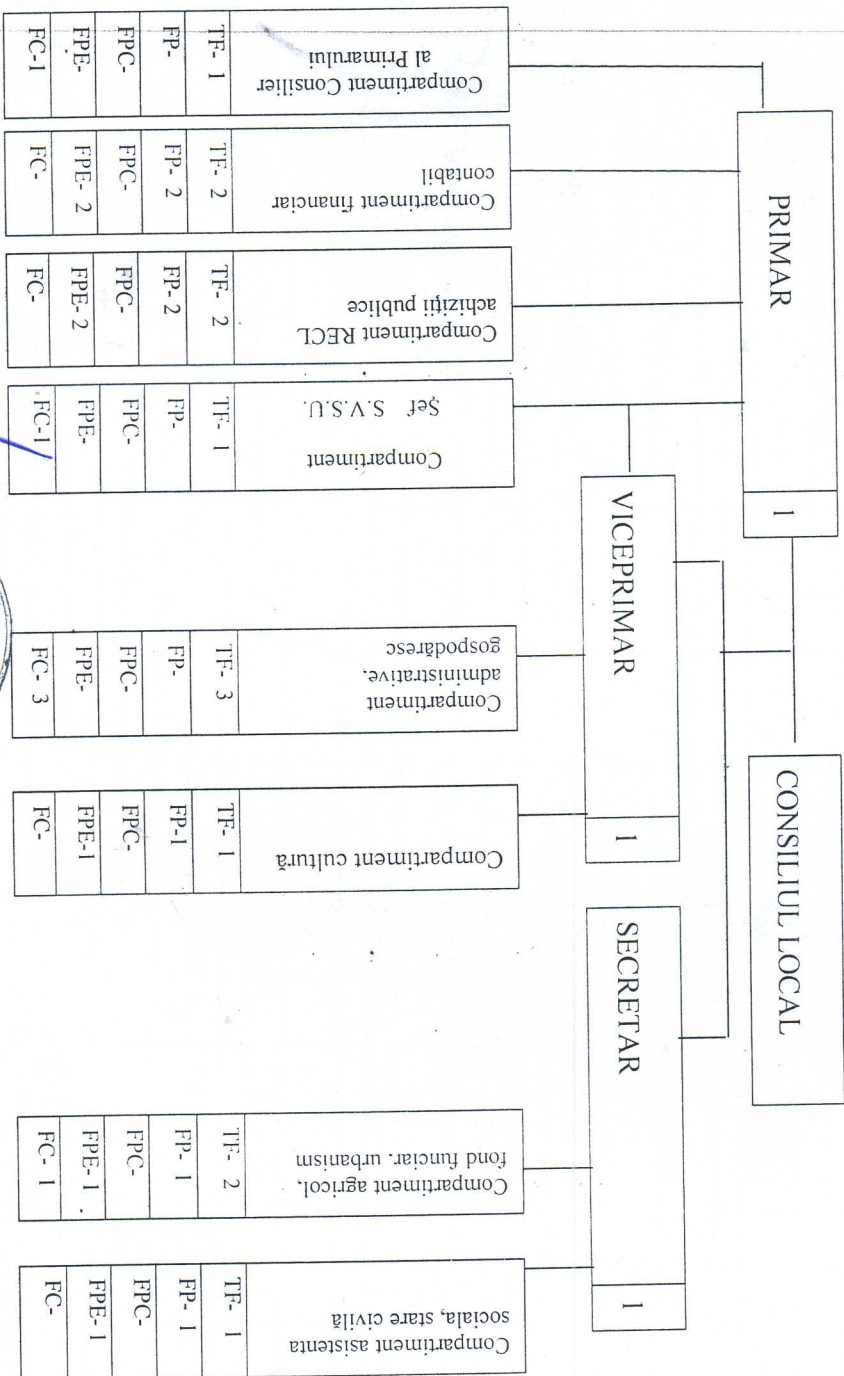 CONSILIUL LOCAL
PRIMAR
1
VICEPRIMAR
1
SECRETAR
1
Compartiment Consilier
al Primarului
TF- 1
FP-
FPC-
FPE-
FC-1
Compartiment financiar
contabil
TF- 2
FP- 2
FPC-
FPE- 2
FC-
Compartiment RECL
achiziții publice
TF- 2
FP- 2
FPC-
FPE- 2
FC-
Compartiment
Șef S.V.S.U.
TF- 1
FP-
FPC-
FPE-
FC-1
Compartiment
administrative,
gospodăresc
TF- 3
FP-
FPC-
FPE-
FC- 3
Compartiment cultură
TF- 1
FP-1
FPC-
FPE-1
FC-
Compartiment agricol.
fond funciar. urbanism
TF- 2
FP- 1
FPC-
FPE- 1
FC- 1
Compartiment asistenta
sociala, stare civilă
TF- 1
FP- 1
FPC-
FPE- 1
FC-